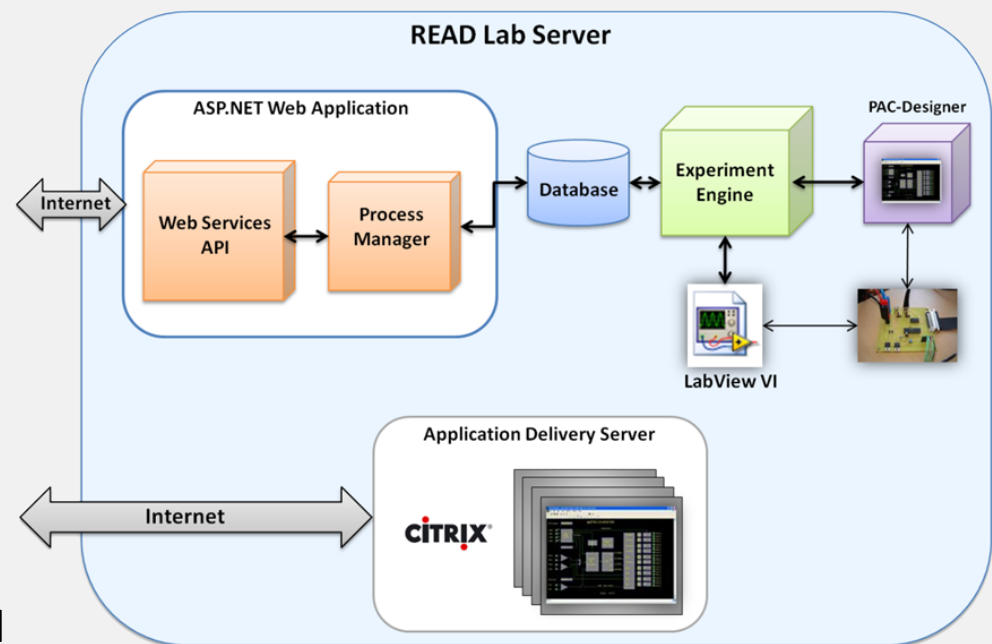 READ Lab Server
ASP.NET Web Application
PAC-Designer
Internet
Web Services
API
Process
Manager
Database
Experiment
Engine
LabView VI
Application Delivery Server
Internet
CiTRIX®